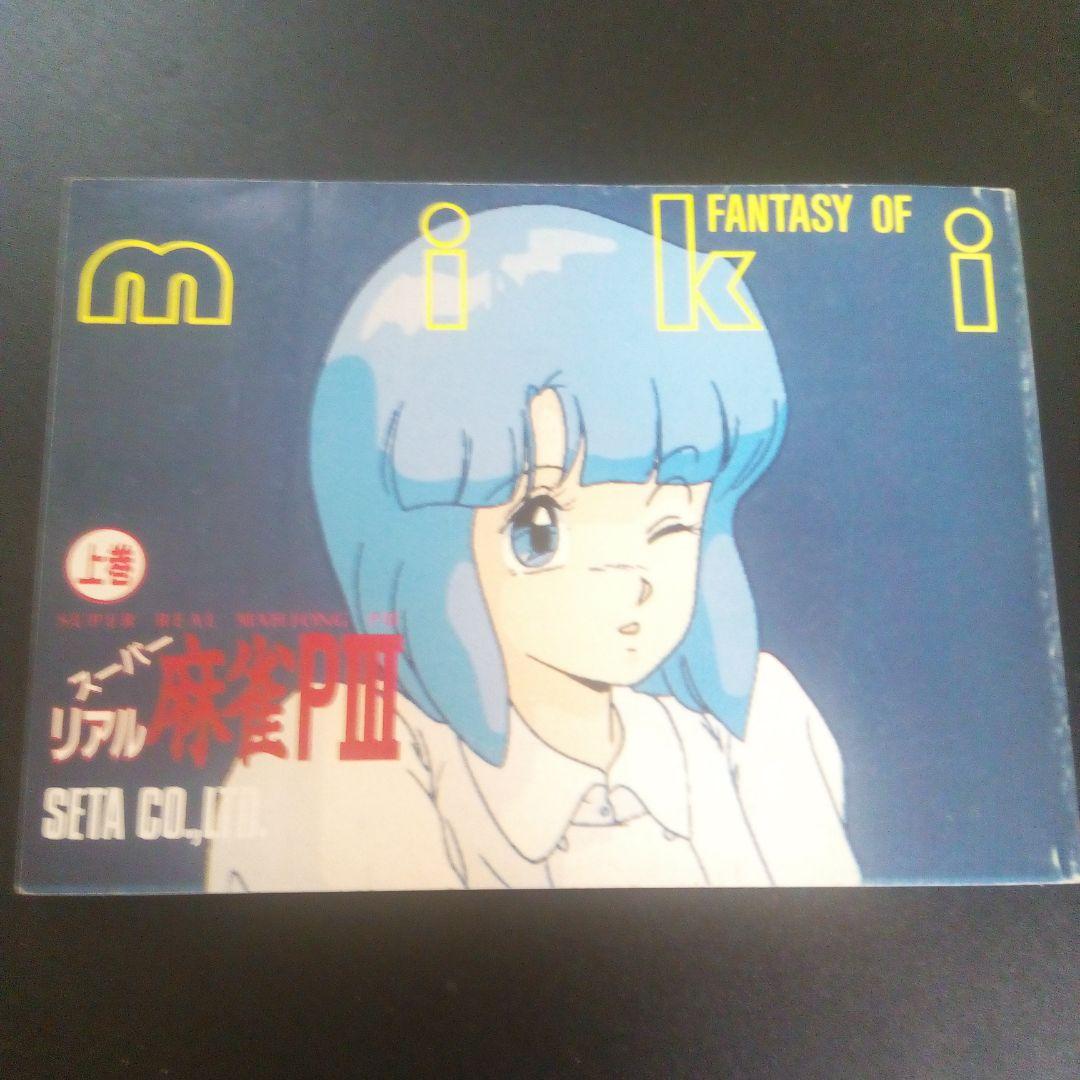 FANTASY OF
miki
上巻
SUPER REAL MAHJONG PIII
スーパー
リアル麻雀PIII
SETA CO.,LTD.